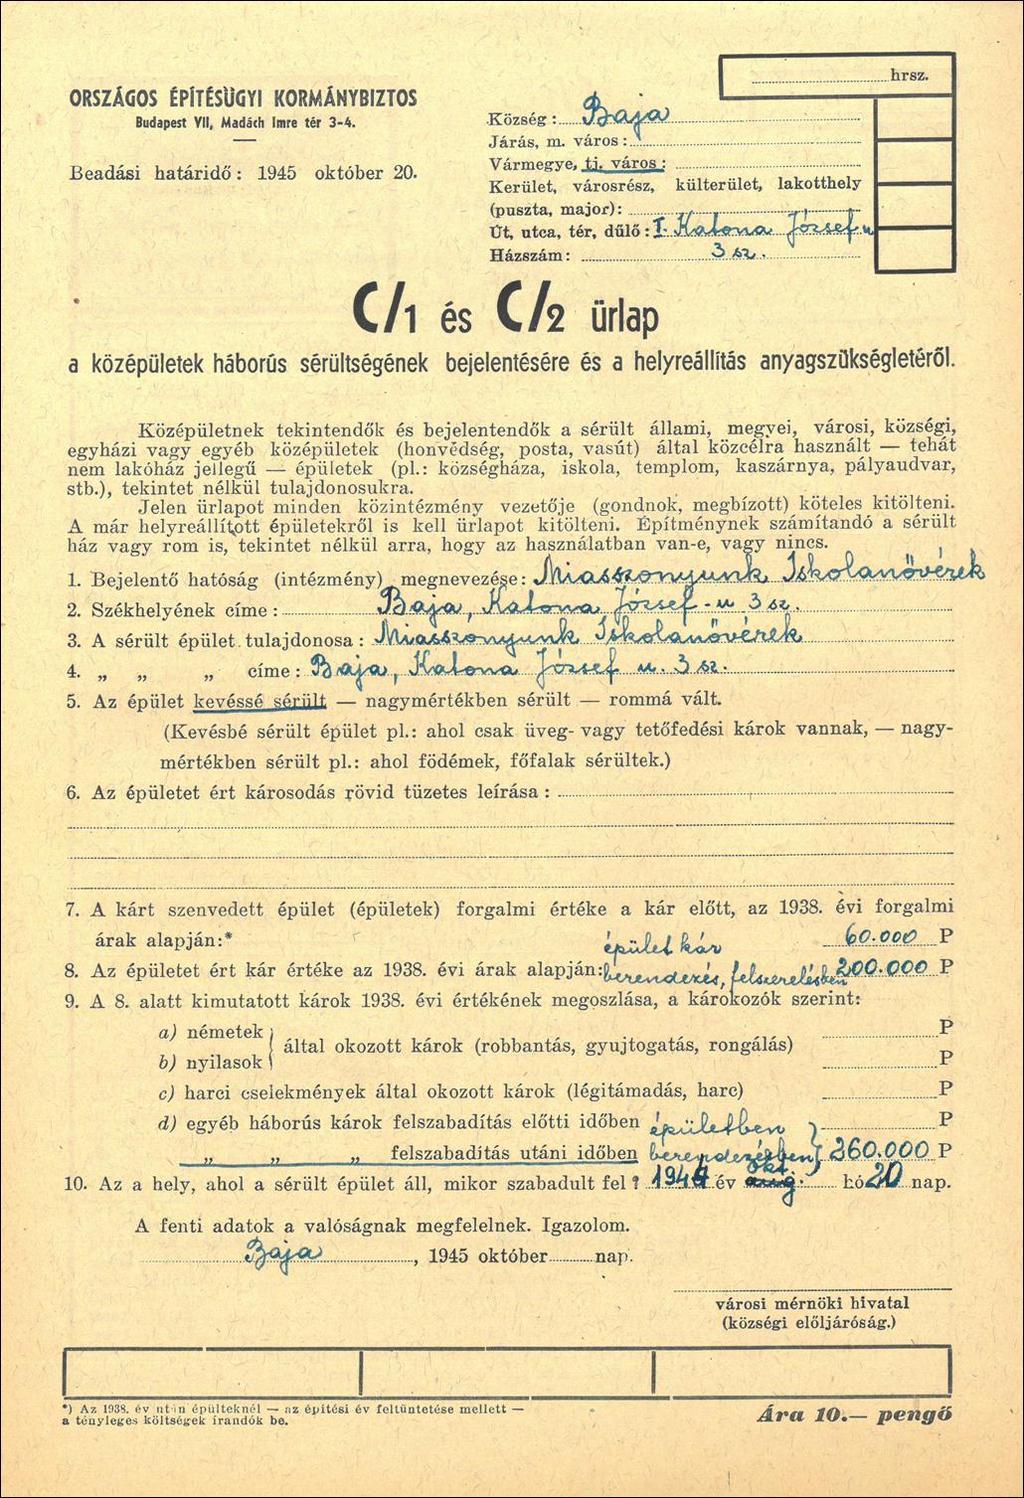 hrsz.
ORSZÁGOS ÉPÍTÉSÜGYI KORMÁNYBIZTOS
Budapest VII, Madách Imre tér 3-4.
Beadási határidő: 1945 október 20.
Község: Baja
Járás, m. város:
Vármegye, tj. város:
Kerület, városrész, külterület, lakotthely
(puszta, major):
Út, utca, tér, dűlő: I. Katona József u
Házszám: 3 sz.
C/1 és C/2 ürlap
a középületek háborús sérültségének bejelentésére és a helyreállítás anyagszükségletéről.
Középületnek tekintendők és bejelentendők a sérült állami, megyei, városi, községi,
egyházi vagy egyéb középületek (honvédség, posta, vasút) által közcélra használt — tehát
nem lakóház jellegű — épületek (pl.: községháza, iskola, templom, kaszárnya, pályaudvar,
stb.), tekintet nélkül tulajdonosukra.
Jelen ürlapot minden közintézmény vezetője (gondnok, megbízott) köteles kitölteni.
A már helyreállított épületekről is kell ürlapot kitölteni. Építménynek számítandó a sérült
ház vagy rom is, tekintet nélkül arra, hogy az használatban van-e, vagy nincs.
1. Bejelentő hatóság (intézmény) megnevezése: Miasszonyunk Iskolanővérek
2. Székhelyének címe: Baja, Katona József-u 3 sz.
3. A sérült épület tulajdonosa: Miasszonyunk Iskolanővérek
4. „ „ „ címe: Baja, Katona József u. 3 sz.
5. Az épület kevéssé sérült — nagymértékben sérült — rommá vált.
(Kevésbé sérült épület pl.: ahol csak üveg- vagy tetőfedési károk vannak, — nagy-
mértékben sérült pl.: ahol födémek, főfalak sérültek.)
6. Az épületet ért károsodás rövid tüzetes leírása:
7. A kárt szenvedett épület (épületek) forgalmi értéke a kár előtt, az 1938. évi forgalmi
árak alapján:* épület kár 60.000 P
8. Az épületet ért kár értéke az 1938. évi árak alapján: berendezés, felszerelésben 200.000 P
9. A 8. alatt kimutatott károk 1938. évi értékének megoszlása, a károkozók szerint:
a) németek
b) nyilasok } által okozott károk (robbantás, gyujtogatás, rongálás) P
P
c) harci cselekmények által okozott károk (légitámadás, harc) P
d) egyéb háborús károk felszabadítás előtti időben épületben } P
„ „ „ felszabadítás utáni időben berendezésben } 260.000 P
10. Az a hely, ahol a sérült épület áll, mikor szabadult fel? 1944 év okt. hó 20 nap.
A fenti adatok a valóságnak megfelelnek. Igazolom.
Baja, 1945 október nap.
városi mérnöki hivatal
(községi előljáróság.)
*) Az 1938. év után épülteknél — az építési év feltüntetése mellett —
a tényleges költségek írandók be.
Ára 10.— pengő